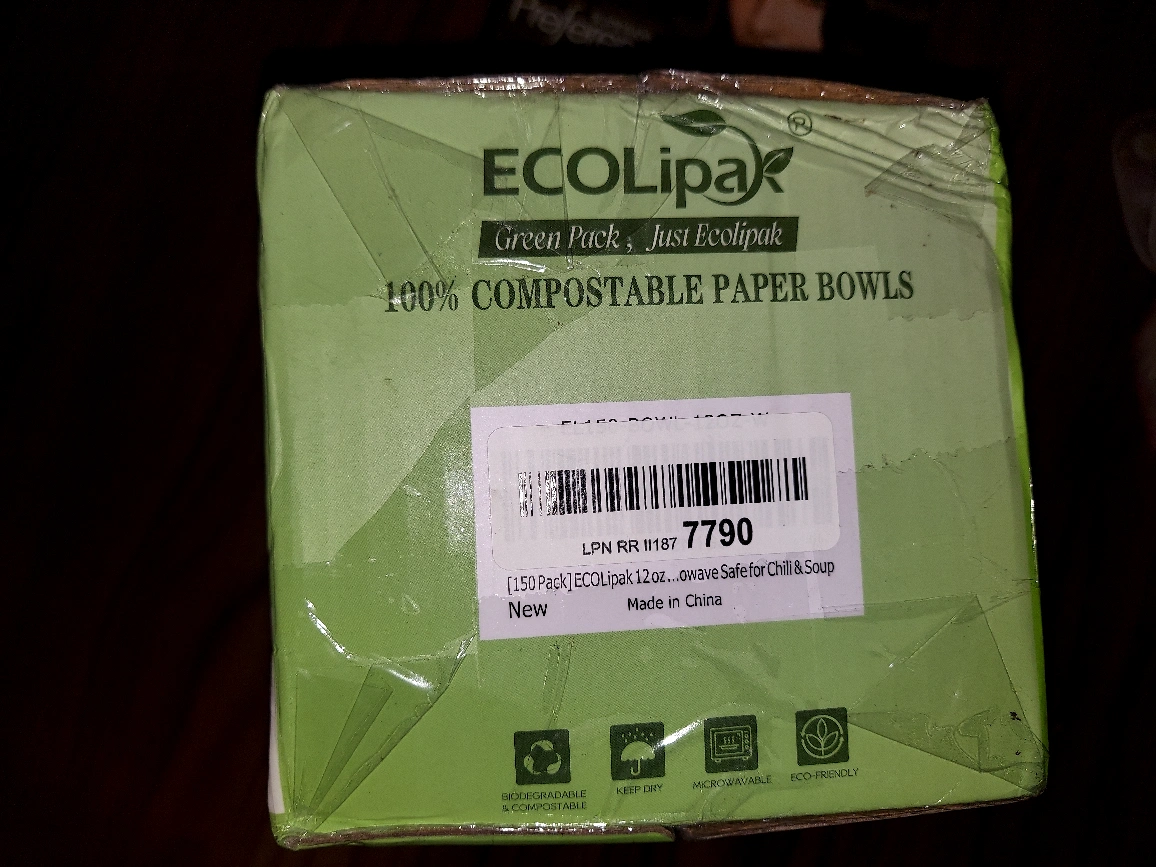 ECOLipak®
Green Pack, Just Ecolipak
100% COMPOSTABLE PAPER BOWLS
LPN RR II187 7790
[150 Pack] ECOLipak 12 oz...owave Safe for Chili & Soup
New Made in China
BIODEGRADABLE
& COMPOSTABLE
KEEP DRY
MICROWAVABLE
ECO-FRIENDLY